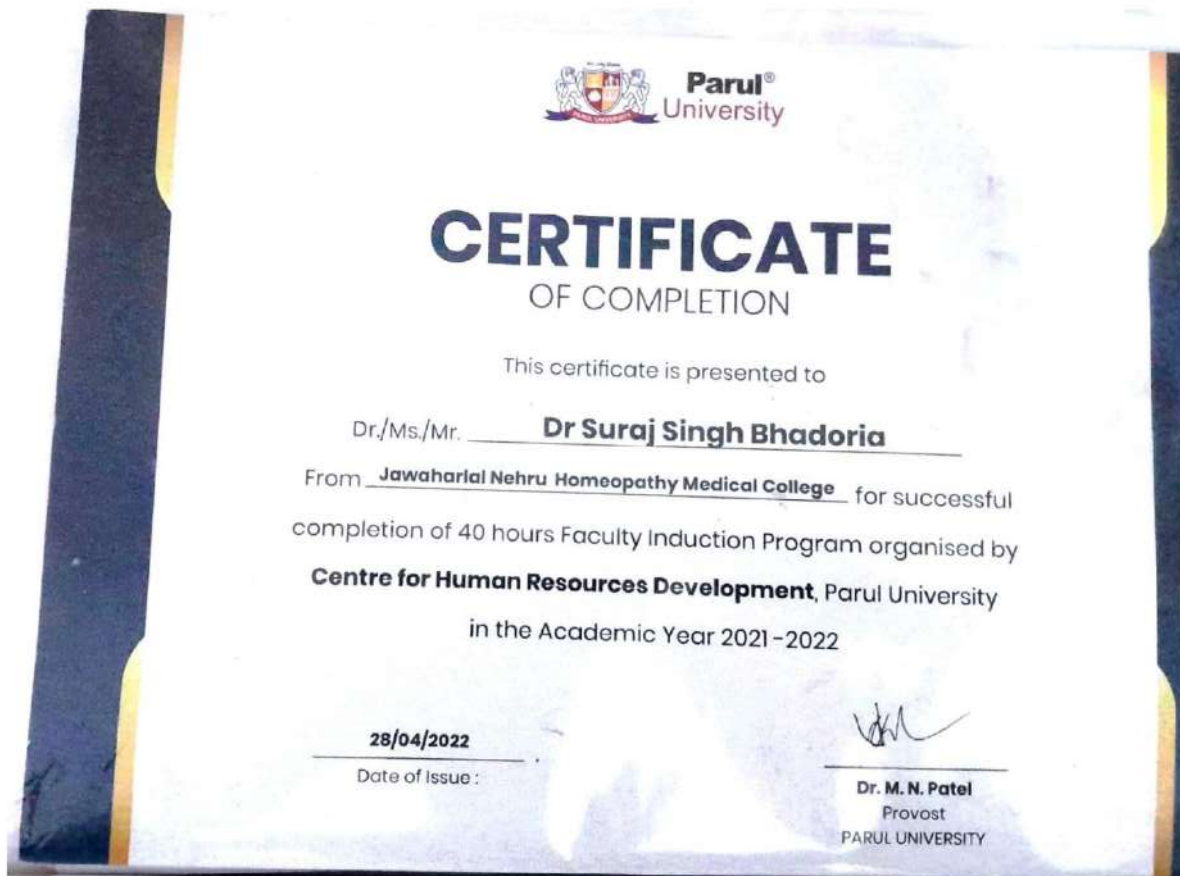 Parul®
University
PARUL UNIVERSITY
CERTIFICATE
OF COMPLETION
This certificate is presented to
Dr./Ms./Mr. Dr Suraj Singh Bhadoria
From Jawaharlal Nehru Homeopathy Medical College for successful
completion of 40 hours Faculty Induction Program organised by
Centre for Human Resources Development, Parul University
in the Academic Year 2021-2022
28/04/2022
Date of Issue :
Dr. M. N. Patel
Provost
PARUL UNIVERSITY